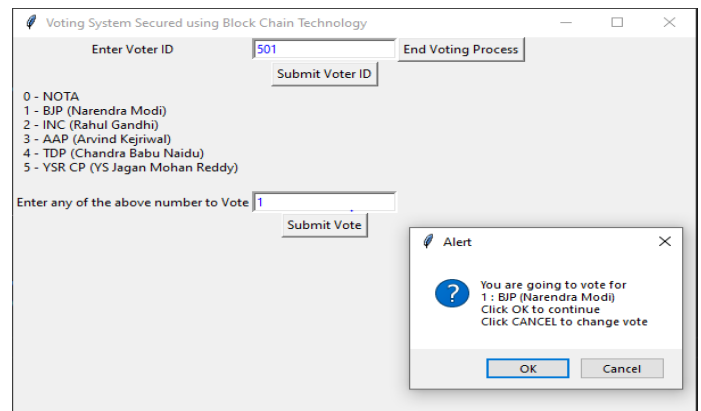 Voting System Secured using Block Chain Technology
Enter Voter ID 501 End Voting Process
Submit Voter ID
0 - NOTA
1 - BJP (Narendra Modi)
2 - INC (Rahul Gandhi)
3 - AAP (Arvind Kejriwal)
4 - TDP (Chandra Babu Naidu)
5 - YSR CP (YS Jagan Mohan Reddy)
Enter any of the above number to Vote 1
Submit Vote
Alert
You are going to vote for
1 : BJP (Narendra Modi)
Click OK to continue
Click CANCEL to change vote
OK Cancel